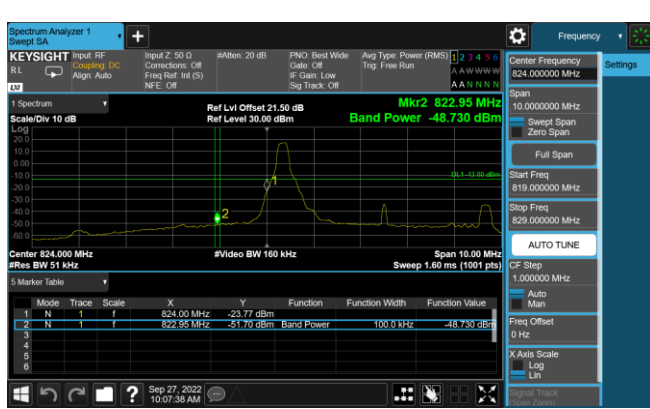 Spectrum Analyzer 1
Swept SA
Frequency
KEYSIGHT
RL
LXI
Input: RF
Coupling: DC
Align: Auto
Input Z: 50 Ω
Corrections: Off
Freq Ref: Int (S)
NFE: Off
#Atten: 20 dB
PNO: Best Wide
Gate: Off
IF Gain: Low
Sig Track: Off
Avg Type: Power (RMS)
Trig: Free Run
1 2 3 4 5 6
A A W W W W
A A N N N N
Center Frequency
824.000000 MHz
Settings
Span
10.0000000 MHz
Swept Span
Zero Span
Full Span
Start Freq
819.000000 MHz
Stop Freq
829.000000 MHz
AUTO TUNE
CF Step
1.000000 MHz
Auto
Man
Freq Offset
0 Hz
X Axis Scale
Log
Lin
Signal Track
(Span Zoom)
1 Spectrum
Scale/Div 10 dB
Ref Lvl Offset 21.50 dB
Ref Level 30.00 dBm
Mkr2 822.95 MHz
Band Power -48.730 dBm
Log
20.0
10.0
0.00
-10.0
-20.0
-30.0
-40.0
-50.0
-60.0
DL1 -13.00 dBm
1
2
Center 824.000 MHz
#Res BW 51 kHz
#Video BW 160 kHz
Span 10.00 MHz
Sweep 1.60 ms (1001 pts)
5 Marker Table
Mode Trace Scale X Y Function Function Width Function Value
1 N 1 f 824.00 MHz -23.77 dBm
2 N 1 f 822.95 MHz -51.70 dBm Band Power 100.0 kHz -48.730 dBm
3
4
5
6
?
Sep 27, 2022
10:07:38 AM